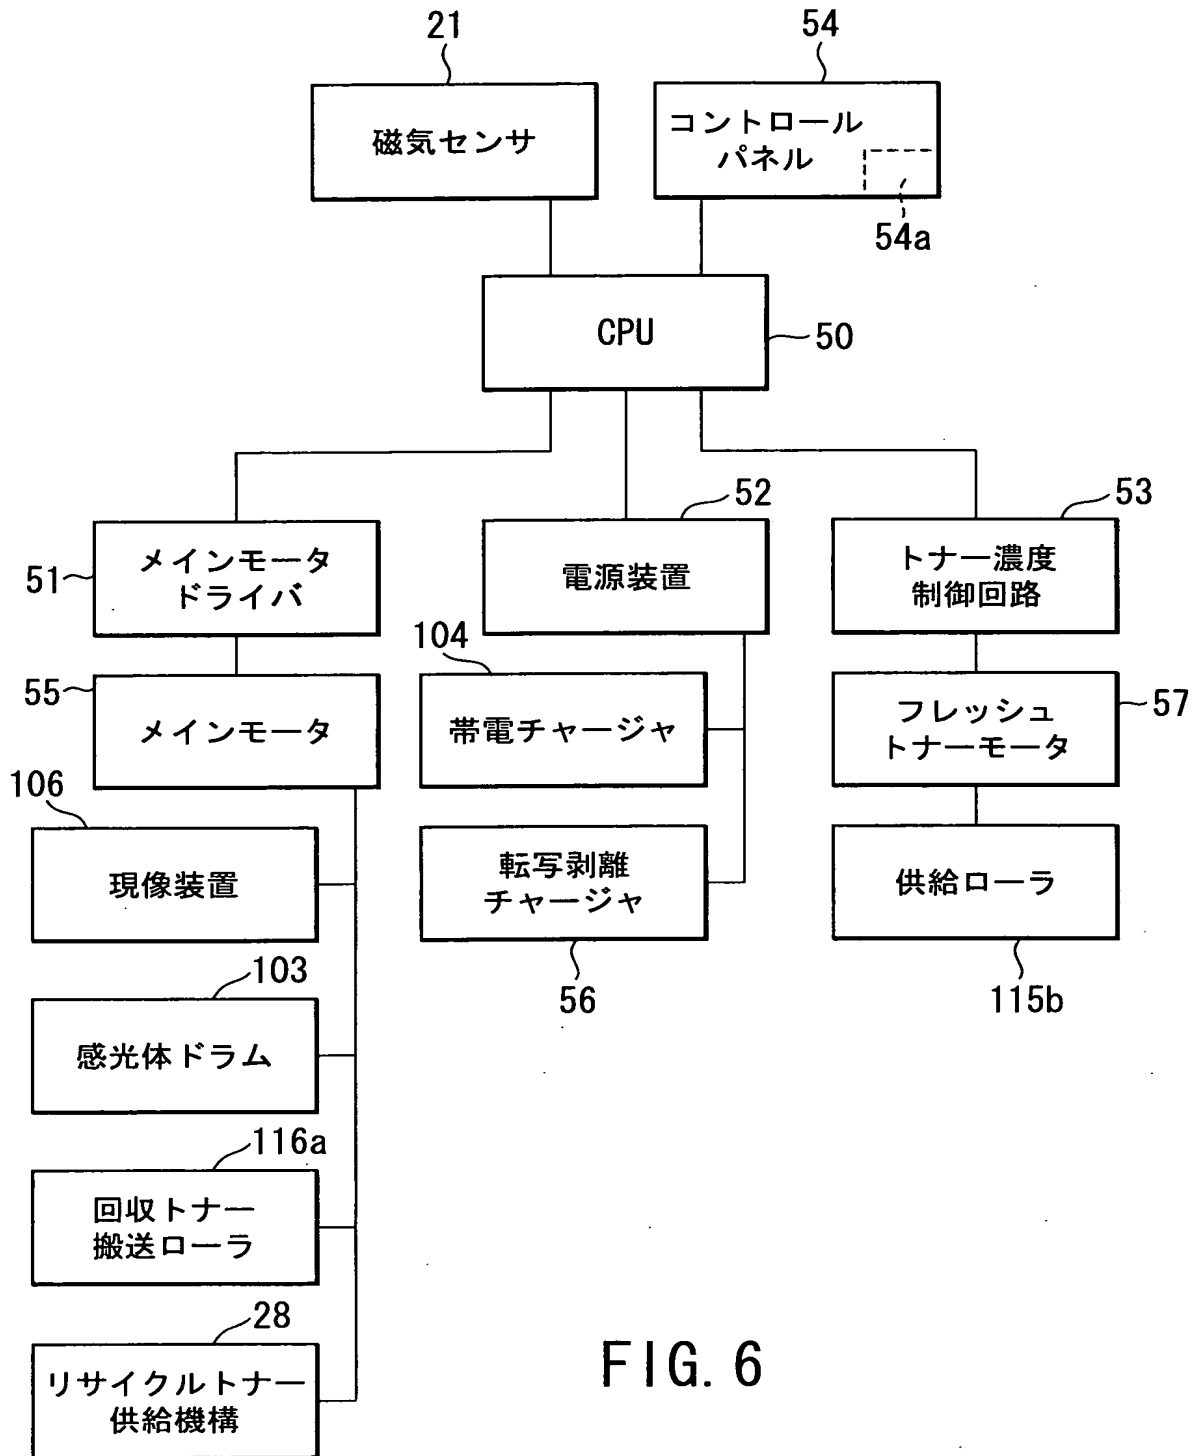 21
磁気センサ
54
コントロール
パネル
54a
CPU
50
51
メインモータ
ドライバ
52
電源装置
53
トナー濃度
制御回路
55
メインモータ
104
帯電チャージャ
フレッシュ
トナーモータ
57
106
現像装置
転写剥離
チャージャ
56
供給ローラ
115b
103
感光体ドラム
116a
回収トナー
搬送ローラ
28
リサイクルトナー
供給機構
FIG. 6